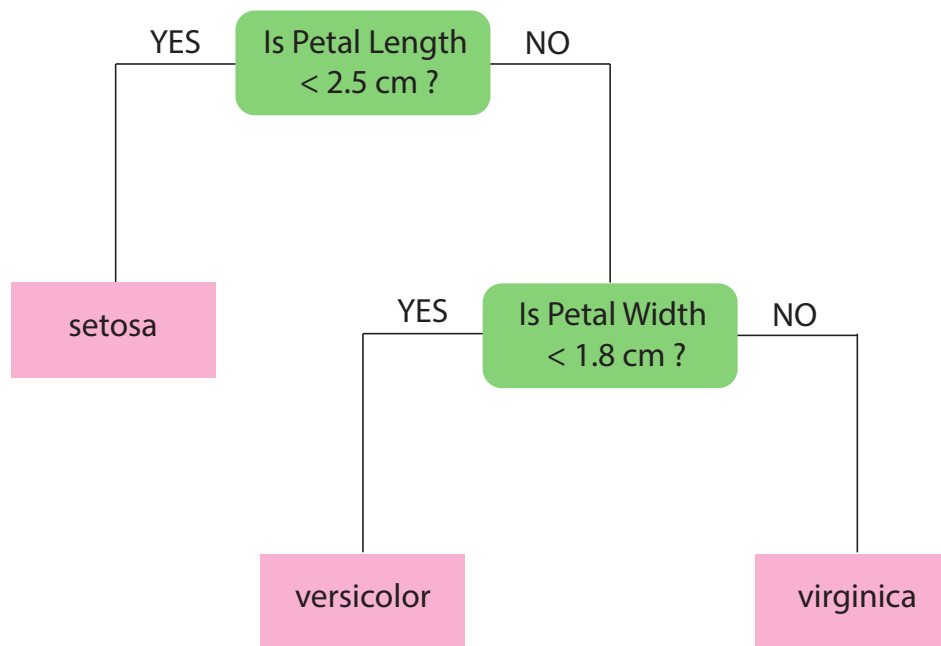 YES
Is Petal Length
< 2.5 cm ?
NO
setosa
YES
Is Petal Width
< 1.8 cm ?
NO
versicolor
virginica